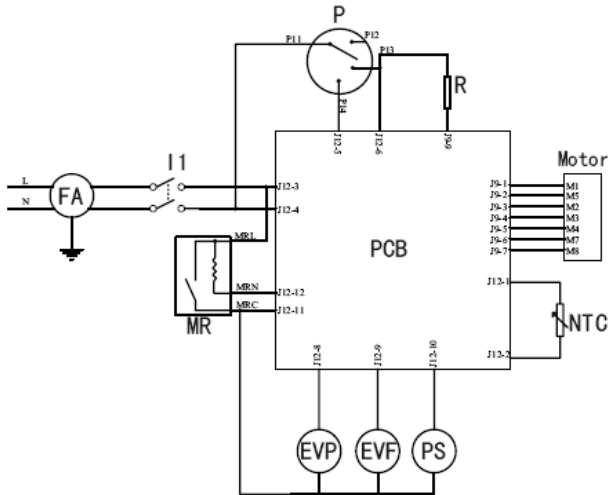 P
P11
P12
P13
P14
R
J12-5
J12-6
J9-9
L
FA
I1
J12-3
N
J12-4
Motor
J9-1 M1
J9-2 M5
J9-3 M2
J9-4 M3
J9-5 M4
J9-6 M7
J9-7 M8
PCB
MRL
MRN
J12-12
MRC
J12-11
MR
J12-1
NTC
J12-2
J12-8
J12-9
J12-10
EVP
EVF
PS